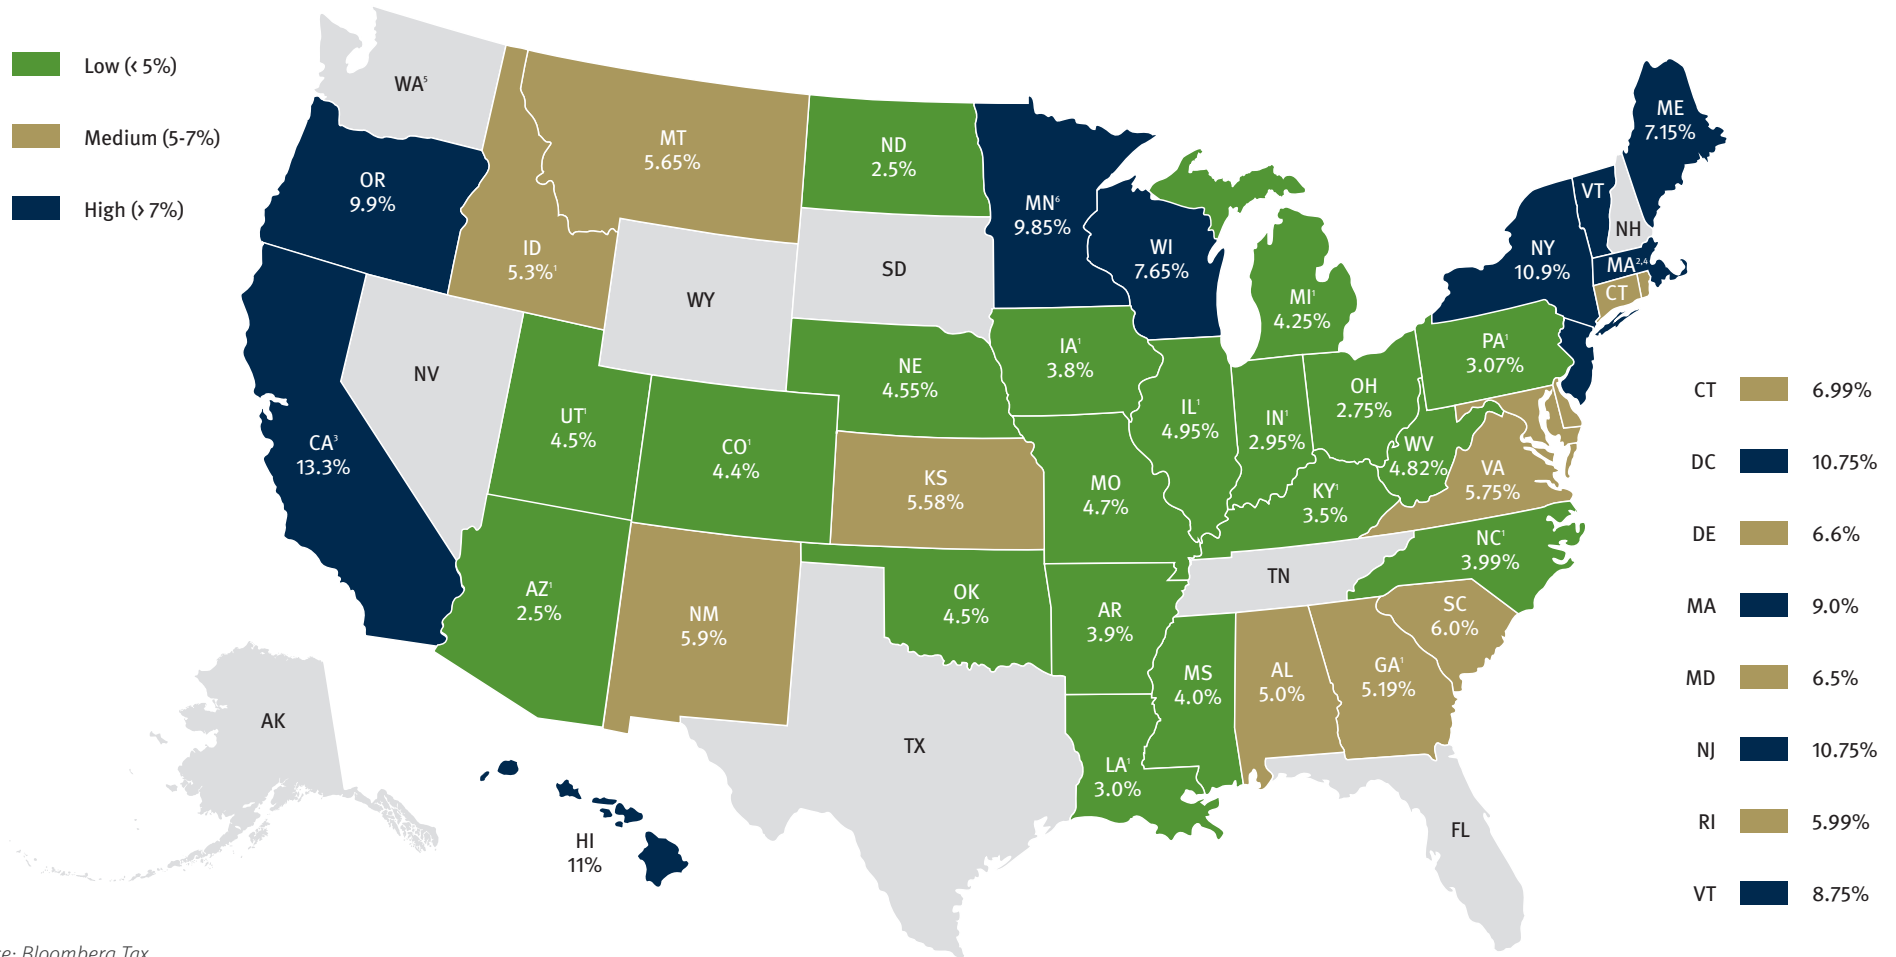 Low (< 5%)
Medium (5-7%)
High (> 7%)
WA⁵
OR
9.9%
CA³
13.3%
NV
ID
5.3%¹
MT
5.65%
WY
UT¹
4.5%
CO¹
4.4%
AZ¹
2.5%
NM
5.9%
ND
2.5%
SD
NE
4.55%
KS
5.58%
OK
4.5%
TX
MN⁶
9.85%
IA¹
3.8%
MO
4.7%
AR
3.9%
LA¹
3.0%
WI
7.65%
IL¹
4.95%
MI¹
4.25%
IN¹
2.95%
OH
2.75%
KY¹
3.5%
TN
MS
4.0%
AL
5.0%
GA¹
5.19%
FL
SC
6.0%
NC¹
3.99%
VA
5.75%
WV
4.82%
PA¹
3.07%
NY
10.9%
VT
NH
ME
7.15%
MA²,⁴
CT
AK
HI
11%
CT 6.99%
DC 10.75%
DE 6.6%
MA 9.0%
MD 6.5%
NJ 10.75%
RI 5.99%
VT 8.75%
Bloomberg Tax